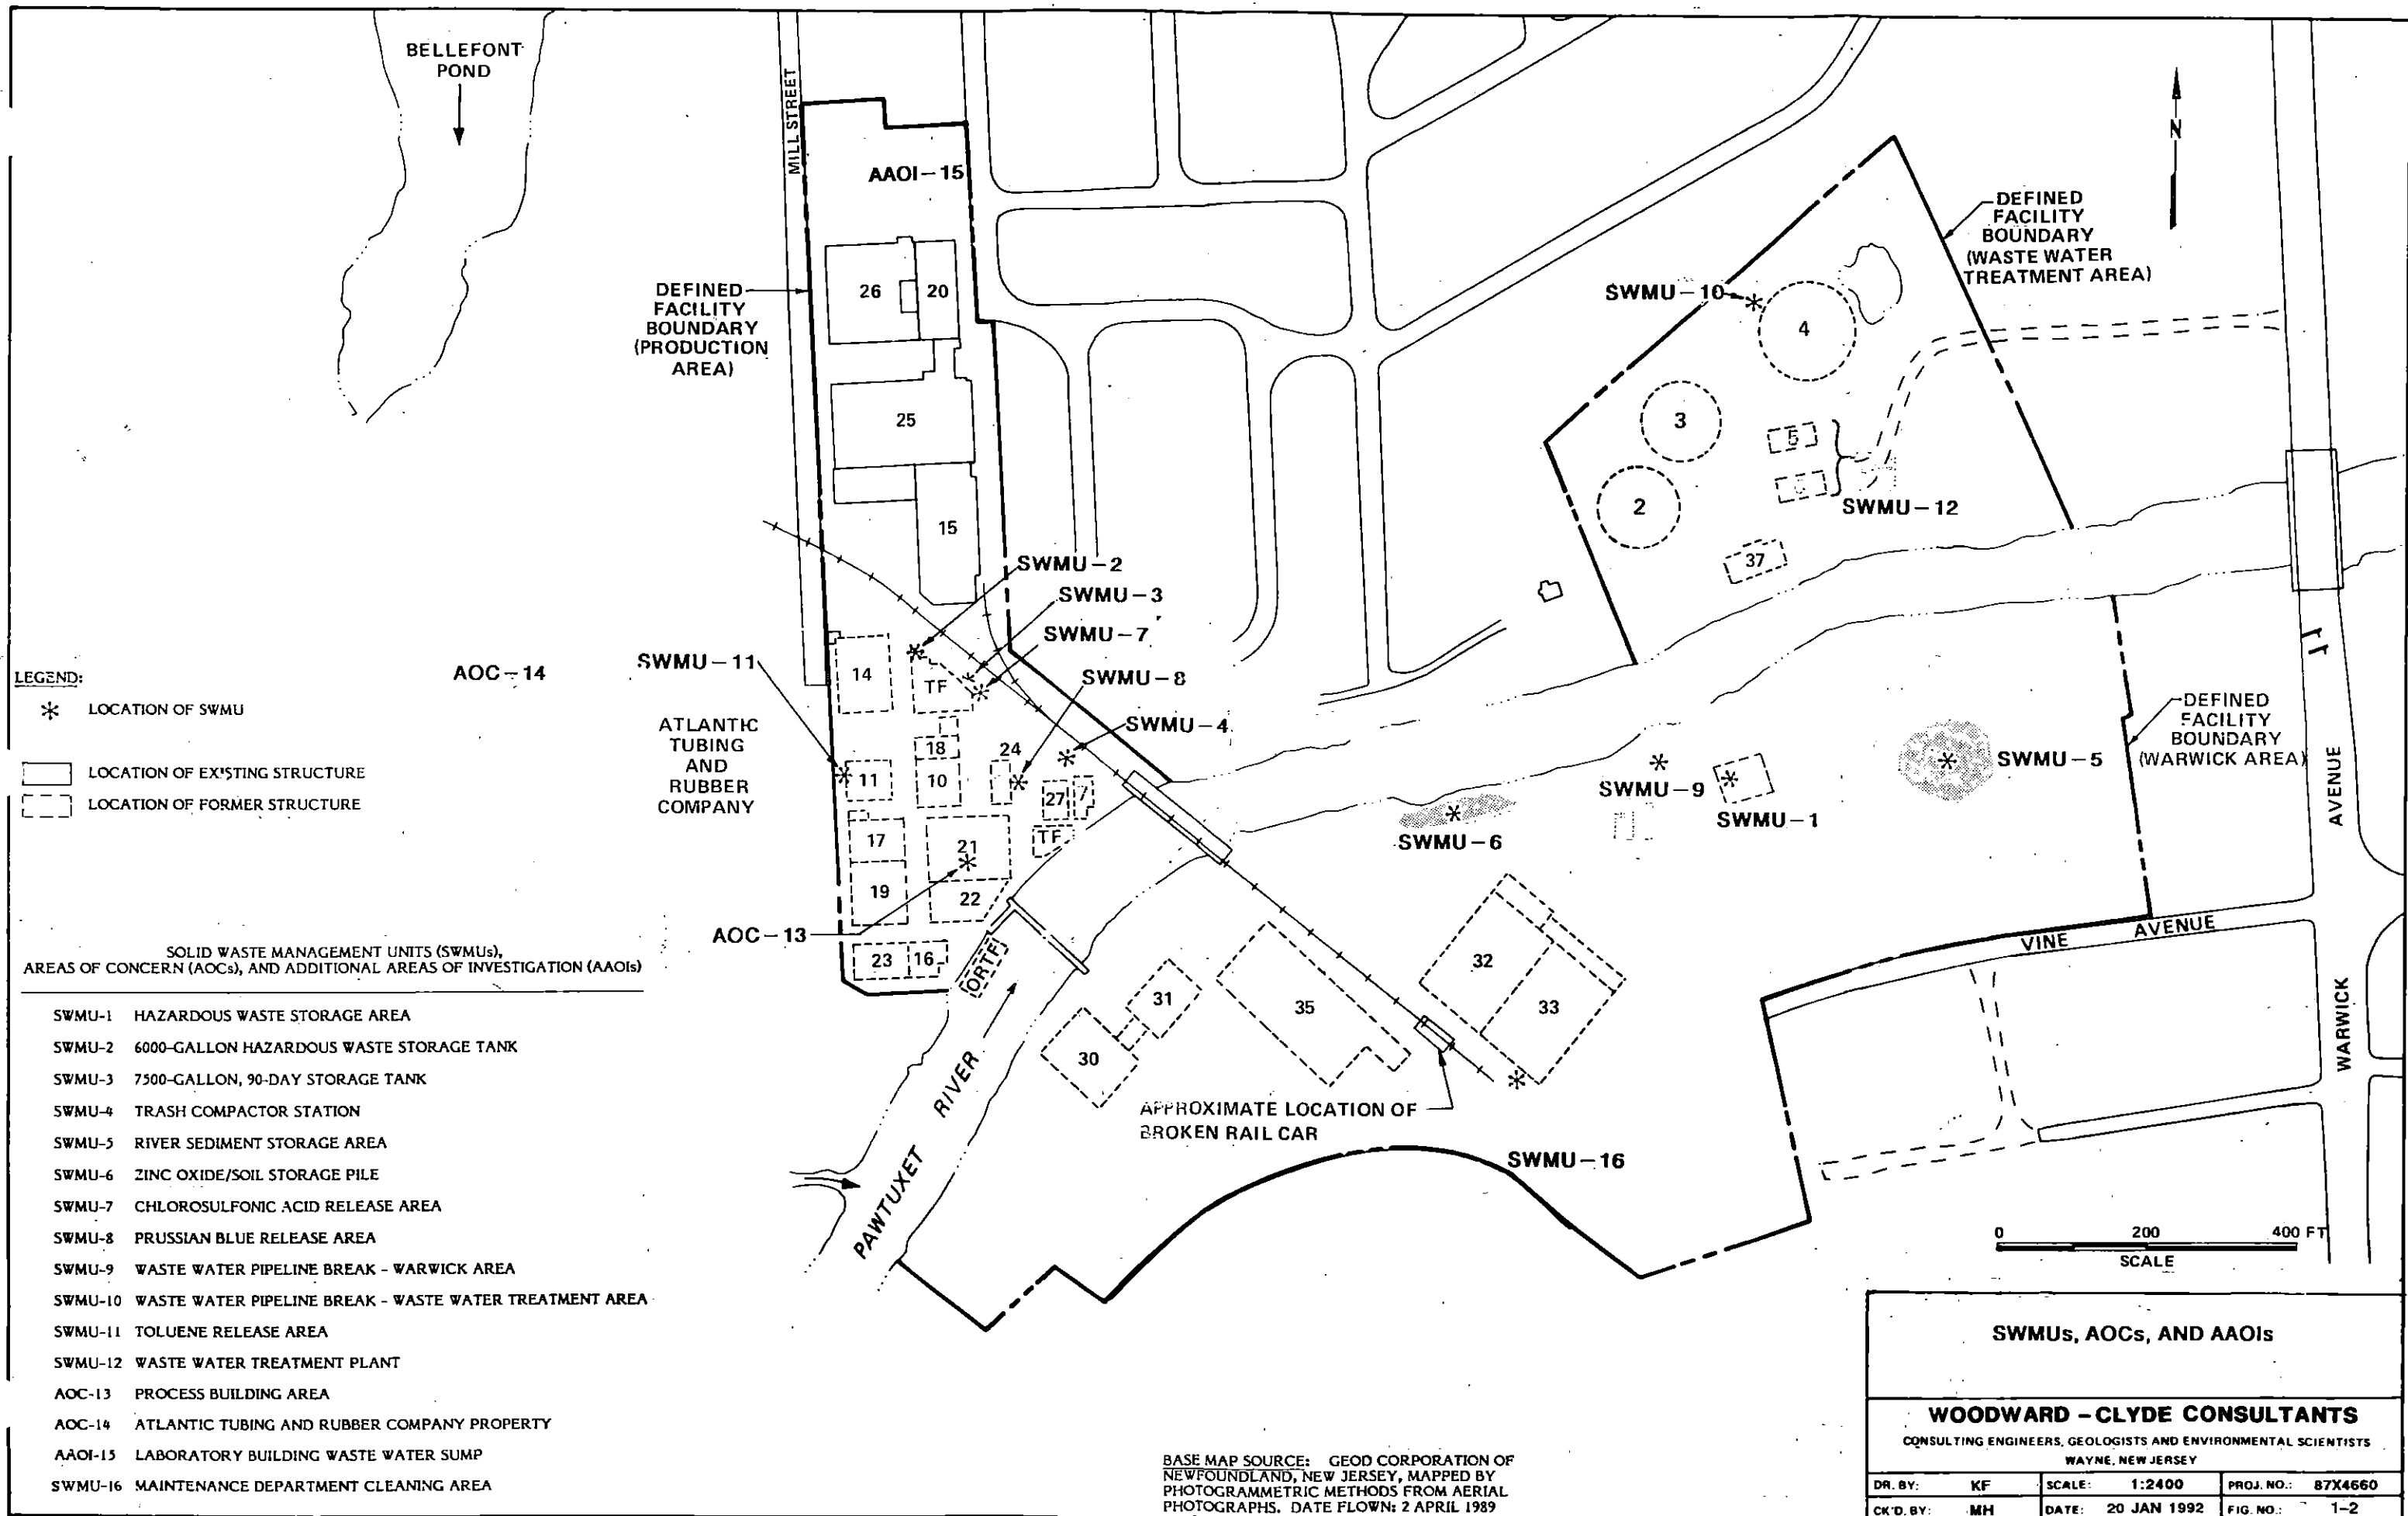 BELLEFONT
POND
MILL STREET
AAOI-15
N
DEFINED
FACILITY
BOUNDARY
(WASTE WATER
TREATMENT AREA)
SWMU-10
4
DEFINED
FACILITY
BOUNDARY
(PRODUCTION
AREA)
26
20
25
15
3
5
2
37
SWMU-12
SWMU-2
SWMU-3
SWMU-7
SWMU-8
SWMU-4
SWMU-11
AOC-14
14
TF
ATLANTIC
TUBING
AND
RUBBER
COMPANY
18
24
11
10
27
7
TF
17
21
19
22
AOC-13
23
16
ORTF
31
30
35
32
33
SWMU-9
SWMU-1
SWMU-6
SWMU-5
DEFINED
FACILITY
BOUNDARY
(WARWICK AREA)
VINE AVENUE
WARWICK AVENUE
PAWTUXET RIVER
APPROXIMATE LOCATION OF
BROKEN RAIL CAR
SWMU-16
0 200 400 FT
SCALE
LEGEND:
LOCATION OF SWMU
LOCATION OF EXISTING STRUCTURE
LOCATION OF FORMER STRUCTURE
SOLID WASTE MANAGEMENT UNITS (SWMUs),
AREAS OF CONCERN (AOCs), AND ADDITIONAL AREAS OF INVESTIGATION (AAOIs)
SWMU-1 HAZARDOUS WASTE STORAGE AREA
SWMU-2 6000-GALLON HAZARDOUS WASTE STORAGE TANK
SWMU-3 7500-GALLON, 90-DAY STORAGE TANK
SWMU-4 TRASH COMPACTOR STATION
SWMU-5 RIVER SEDIMENT STORAGE AREA
SWMU-6 ZINC OXIDE/SOIL STORAGE PILE
SWMU-7 CHLOROSULFONIC ACID RELEASE AREA
SWMU-8 PRUSSIAN BLUE RELEASE AREA
SWMU-9 WASTE WATER PIPELINE BREAK - WARWICK AREA
SWMU-10 WASTE WATER PIPELINE BREAK - WASTE WATER TREATMENT AREA
SWMU-11 TOLUENE RELEASE AREA
SWMU-12 WASTE WATER TREATMENT PLANT
AOC-13 PROCESS BUILDING AREA
AOC-14 ATLANTIC TUBING AND RUBBER COMPANY PROPERTY
AAOI-15 LABORATORY BUILDING WASTE WATER SUMP
SWMU-16 MAINTENANCE DEPARTMENT CLEANING AREA
BASE MAP SOURCE: GEOD CORPORATION OF
NEWFOUNDLAND, NEW JERSEY, MAPPED BY
PHOTOGRAMMETRIC METHODS FROM AERIAL
PHOTOGRAPHS. DATE FLOWN: 2 APRIL 1989
SWMUs, AOCs, AND AAOIs
WOODWARD-CLYDE CONSULTANTS
CONSULTING ENGINEERS, GEOLOGISTS AND ENVIRONMENTAL SCIENTISTS
WAYNE, NEW JERSEY
DR. BY: KF SCALE: 1:2400 PROJ. NO.: 87X4660
CK'D. BY: MH DATE: 20 JAN 1992 FIG. NO.: 1-2